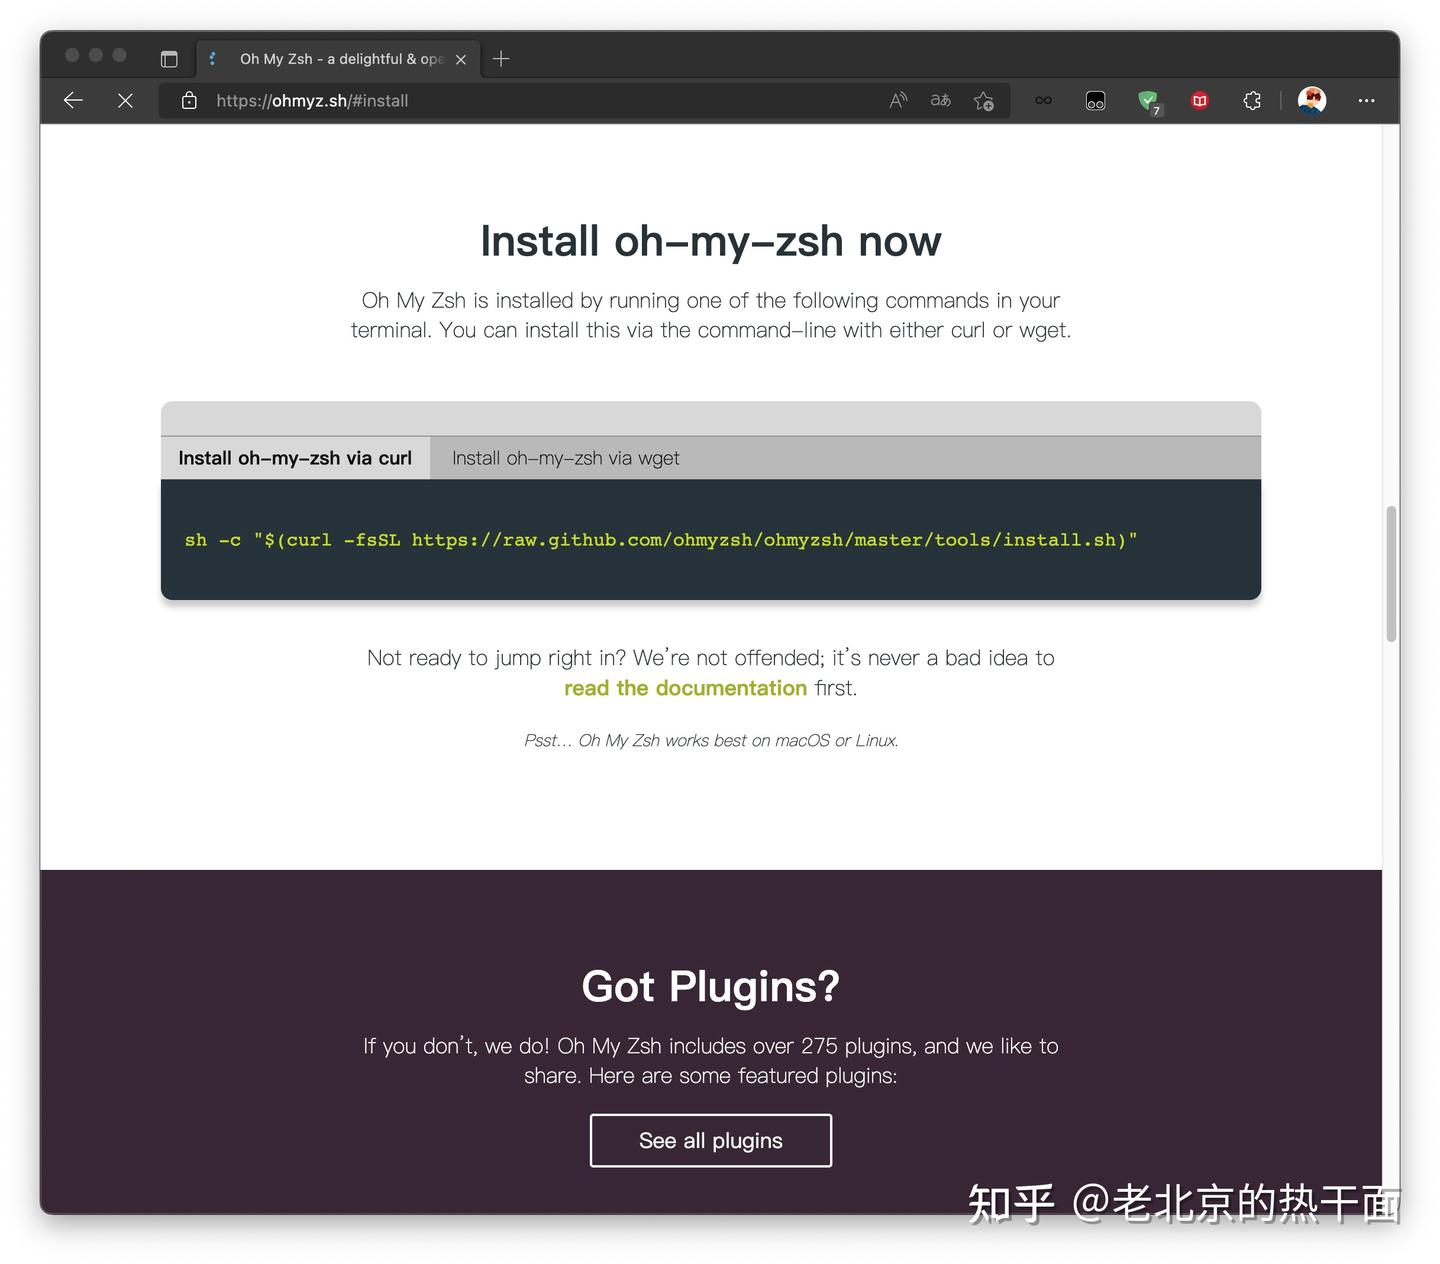 Oh My Zsh - a delightful & ope
https://ohmyz.sh/#install
7
Install oh-my-zsh now
Oh My Zsh is installed by running one of the following commands in your
terminal. You can install this via the command-line with either curl or wget.
Install oh-my-zsh via curl
Install oh-my-zsh via wget
sh -c "$(curl -fsSL https://raw.github.com/ohmyzsh/ohmyzsh/master/tools/install.sh)"
Not ready to jump right in? We're not offended; it's never a bad idea to
read the documentation first.
Psst... Oh My Zsh works best on macOS or Linux.
Got Plugins?
If you don't, we do! Oh My Zsh includes over 275 plugins, and we like to
share. Here are some featured plugins:
See all plugins
知乎 @老北京的热干面